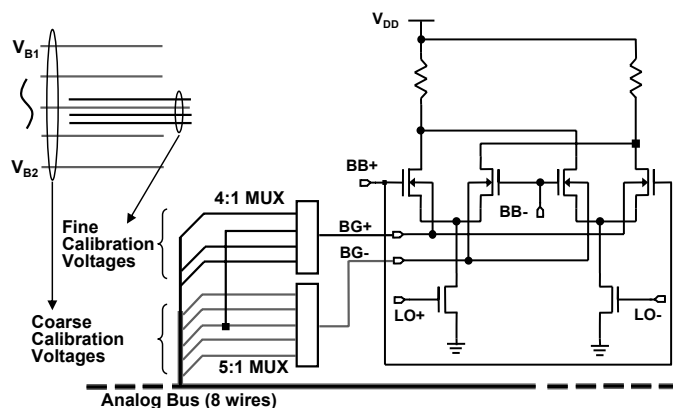 V_DD
V_B1
V_B2
BB+
BB-
4:1 MUX
Fine
Calibration
Voltages
BG+
BG-
LO+
LO-
Coarse
Calibration
Voltages
5:1 MUX
Analog Bus (8 wires)